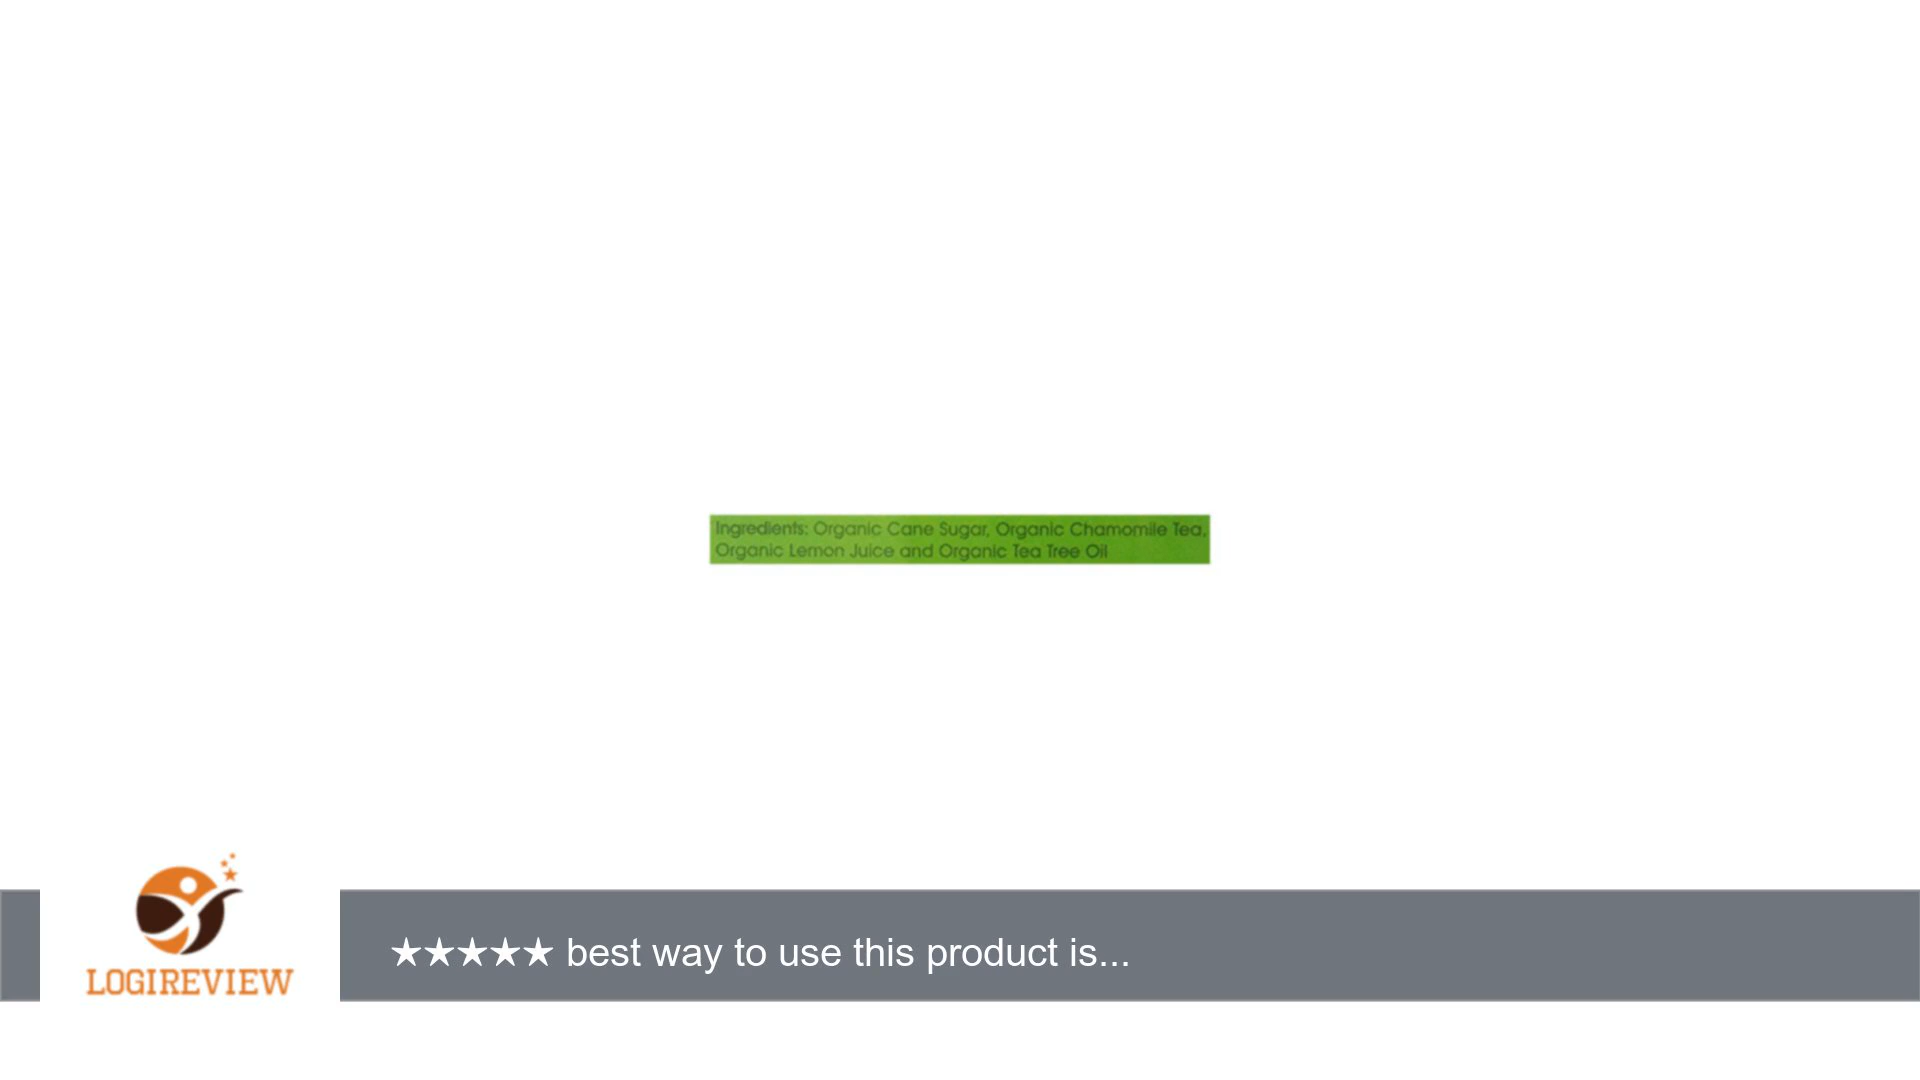 Ingredients: Organic Cane Sugar, Organic Chamomile Tea,
Organic Lemon Juice and Organic Tea Tree Oil
LOGIREVIEW
★★★★★ best way to use this product is...